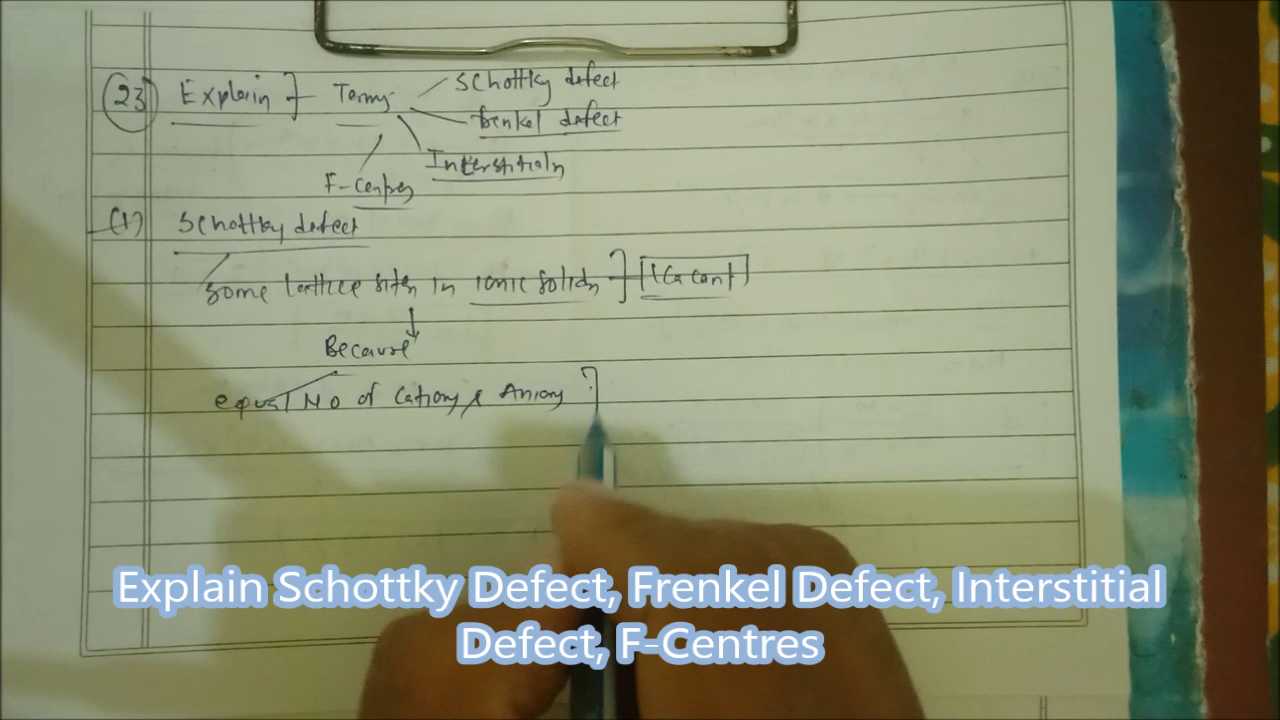 (23) Explain } - Terms - Schottky defect
frenkel defect
Interstitials
F-centres
(1) Schottky defect
Some lattice sites in ionic solids } [Vacant]
Because
equal No of Cations & Anions }
Explain Schottky Defect, Frenkel Defect, Interstitial
Defect, F-Centres